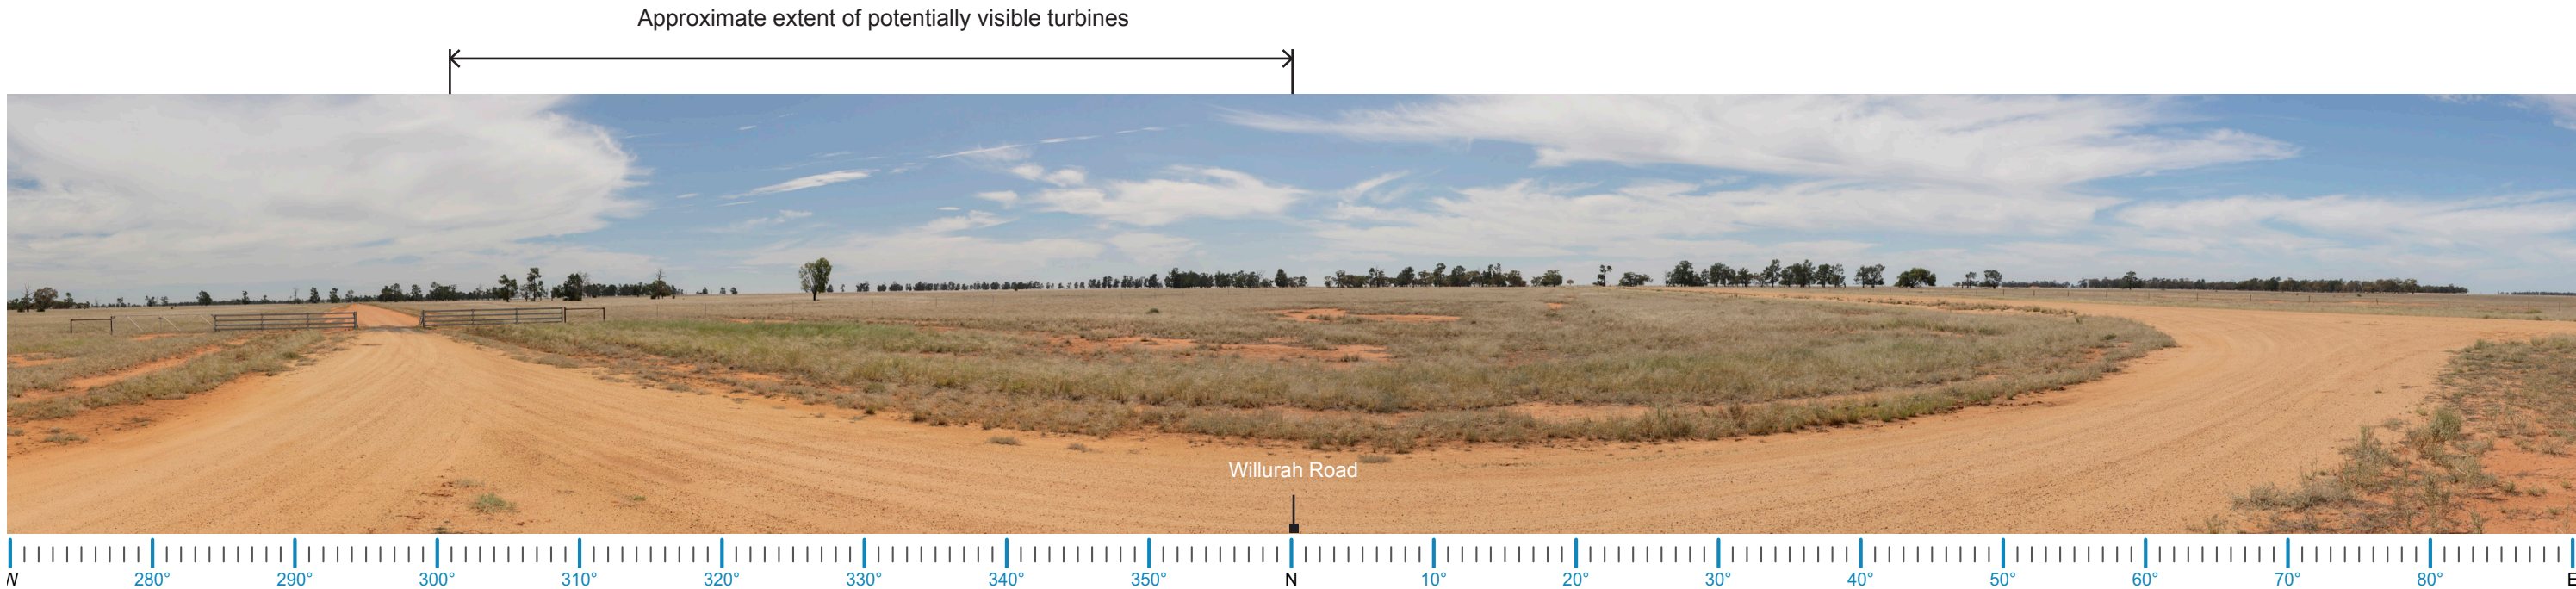 Approximate extent of potentially visible turbines
Willurah Road
W 280° 290° 300° 310° 320° 330° 340° 350° N 10° 20° 30° 40° 50° 60° 70° 80° E